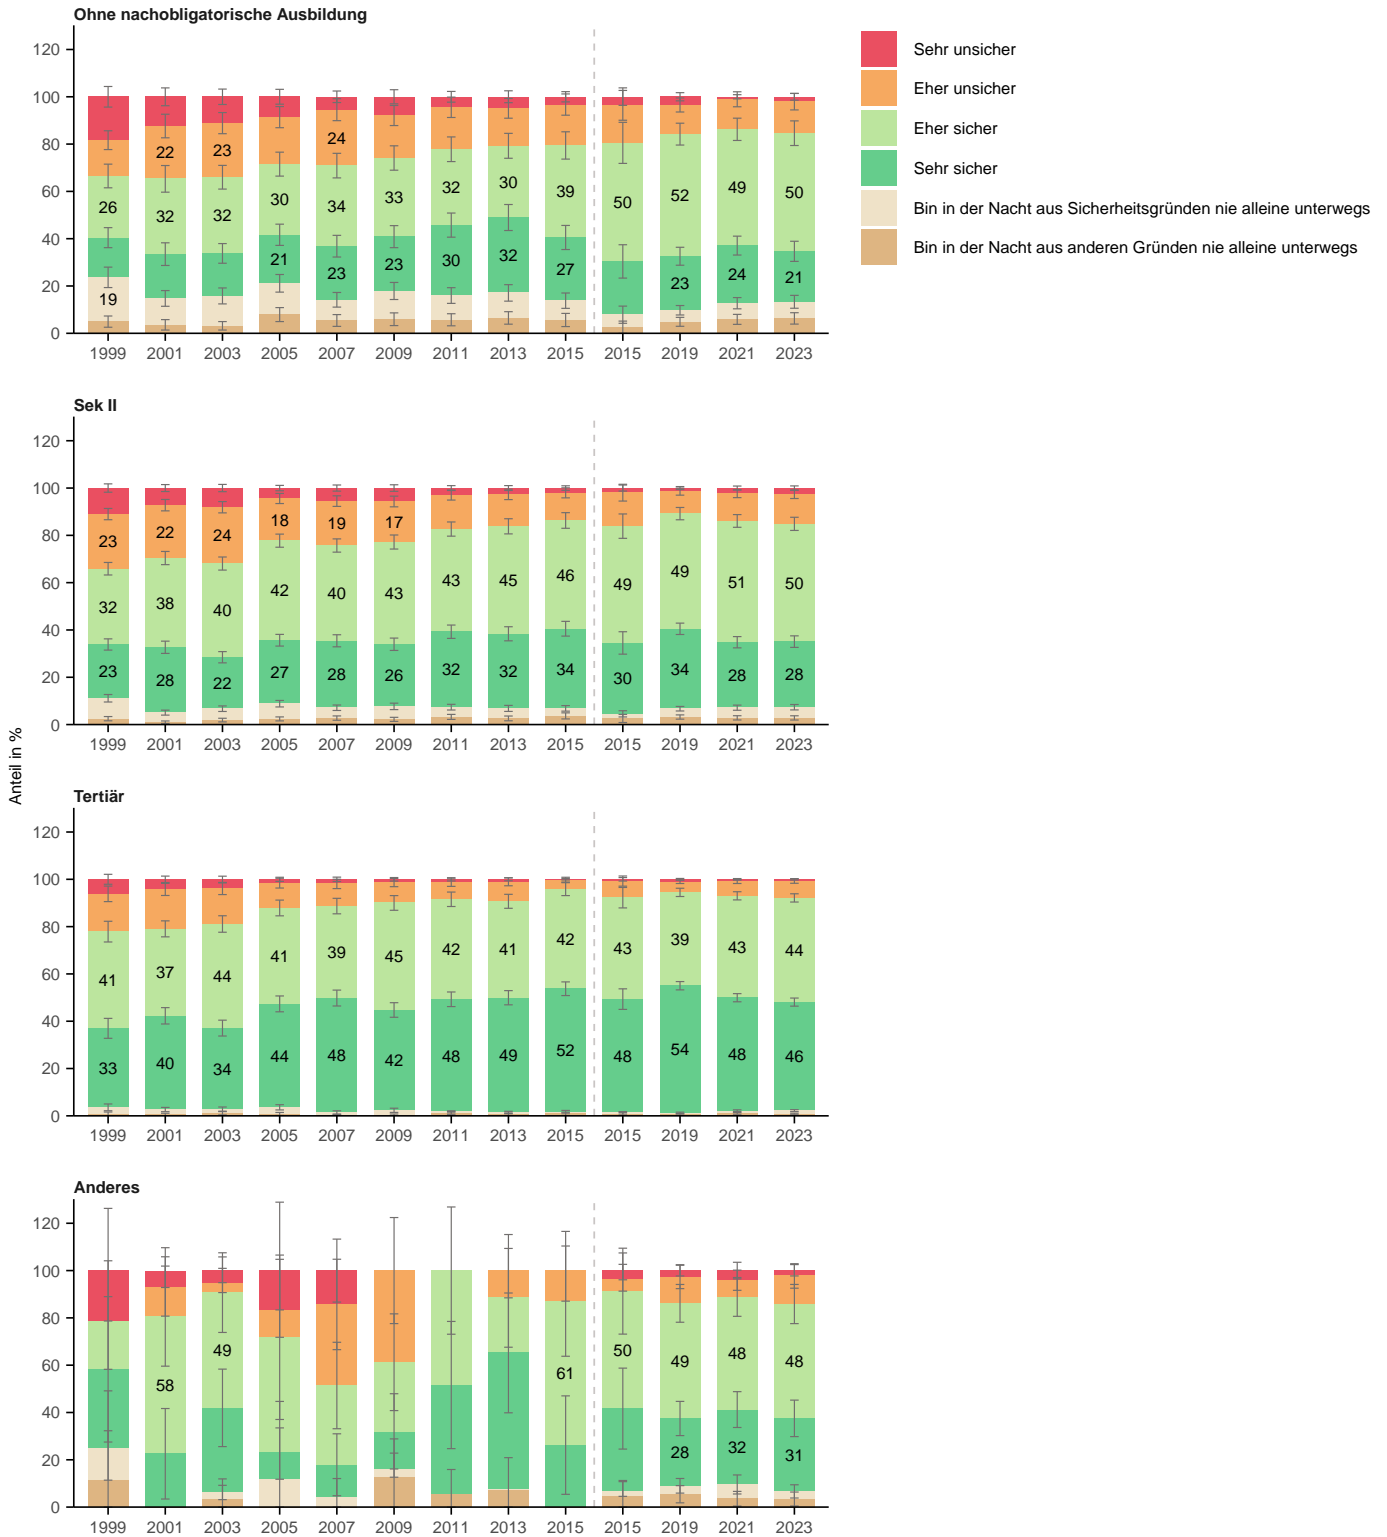 Ohne nachobligatorische Ausbildung
120
100
80
60
40
20
0
22 23 24
26 32 32 30 34 33 32 30 39 50 52 49 50
21 23 23 30 32 27 23 24 21
19
1999 2001 2003 2005 2007 2009 2011 2013 2015 2015 2019 2021 2023
Sehr unsicher
Eher unsicher
Eher sicher
Sehr sicher
Bin in der Nacht aus Sicherheitsgründen nie alleine unterwegs
Bin in der Nacht aus anderen Gründen nie alleine unterwegs
Sek II
120
100
80
60
40
20
0
23 22 24 18 19 17
32 38 40 42 40 43 43 45 46 49 49 51 50
23 28 22 27 28 26 32 32 34 30 34 28 28
1999 2001 2003 2005 2007 2009 2011 2013 2015 2015 2019 2021 2023
Anteil in %
Tertiär
120
100
80
60
40
20
0
41 37 44 41 39 45 42 41 42 43 39 43 44
33 40 34 44 48 42 48 49 52 48 54 48 46
1999 2001 2003 2005 2007 2009 2011 2013 2015 2015 2019 2021 2023
Anderes
120
100
80
60
40
20
0
58 49 61 50 49 48 48
28 32 31
1999 2001 2003 2005 2007 2009 2011 2013 2015 2015 2019 2021 2023